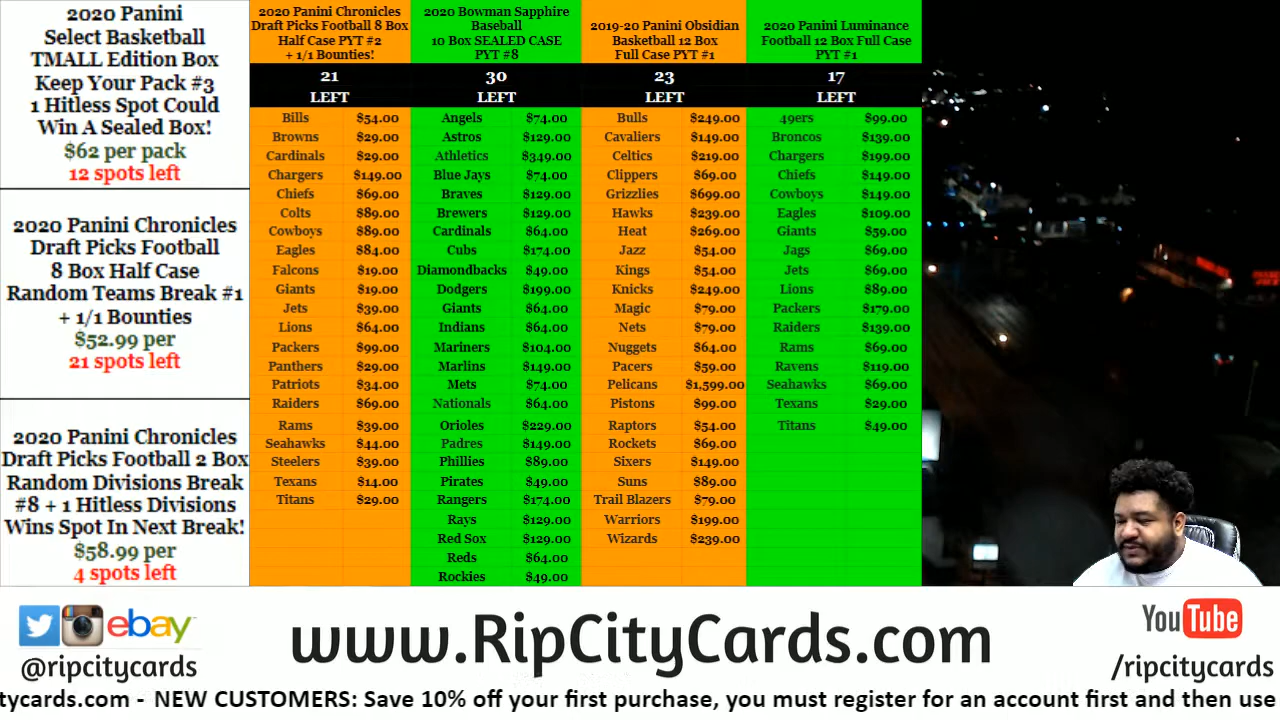 2020 Panini
Select Basketball
TMALL Edition Box
Keep Your Pack #3
1 Hitless Spot Could
Win A Sealed Box!
$62 per pack
12 spots left
2020 Panini Chronicles
Draft Picks Football
8 Box Half Case
Random Teams Break #1
+ 1/1 Bounties
$52.99 per
21 spots left
2020 Panini Chronicles
Draft Picks Football 2 Box
Random Divisions Break
#8 + 1 Hitless Divisions
Wins Spot In Next Break!
$58.99 per
4 spots left
2020 Panini Chronicles
Draft Picks Football 8 Box
Half Case PYT #2
+ 1/1 Bounties!
21
LEFT
Bills $54.00
Browns $29.00
Cardinals $29.00
Chargers $149.00
Chiefs $69.00
Colts $89.00
Cowboys $89.00
Eagles $84.00
Falcons $19.00
Giants $19.00
Jets $39.00
Lions $64.00
Packers $99.00
Panthers $29.00
Patriots $34.00
Raiders $69.00
Rams $39.00
Seahawks $44.00
Steelers $39.00
Texans $14.00
Titans $29.00
2020 Bowman Sapphire
Baseball
10 Box SEALED CASE
PYT #8
30
LEFT
Angels $74.00
Astros $129.00
Athletics $349.00
Blue Jays $74.00
Braves $129.00
Brewers $129.00
Cardinals $64.00
Cubs $174.00
Diamondbacks $49.00
Dodgers $199.00
Giants $64.00
Indians $64.00
Mariners $104.00
Marlins $149.00
Mets $74.00
Nationals $64.00
Orioles $229.00
Padres $149.00
Phillies $89.00
Pirates $49.00
Rangers $174.00
Rays $129.00
Red Sox $129.00
Reds $64.00
Rockies $49.00
2019-20 Panini Obsidian
Basketball 12 Box
Full Case PYT #1
23
LEFT
Bulls $249.00
Cavaliers $149.00
Celtics $219.00
Clippers $69.00
Grizzlies $699.00
Hawks $239.00
Heat $269.00
Jazz $54.00
Kings $54.00
Knicks $249.00
Magic $79.00
Nets $79.00
Nuggets $64.00
Pacers $59.00
Pelicans $1,599.00
Pistons $99.00
Raptors $54.00
Rockets $69.00
Sixers $149.00
Suns $89.00
Trail Blazers $79.00
Warriors $199.00
Wizards $239.00
2020 Panini Luminance
Football 12 Box Full Case
PYT #1
17
LEFT
49ers $99.00
Broncos $139.00
Chargers $199.00
Chiefs $149.00
Cowboys $149.00
Eagles $109.00
Giants $59.00
Jags $69.00
Jets $69.00
Lions $89.00
Packers $179.00
Raiders $139.00
Rams $69.00
Ravens $119.00
Seahawks $69.00
Texans $29.00
Titans $49.00
ebay
@ripcitycards
www.RipCityCards.com
YouTube
/ripcitycards
tycards.com - NEW CUSTOMERS: Save 10% off your first purchase, you must register for an account first and then use